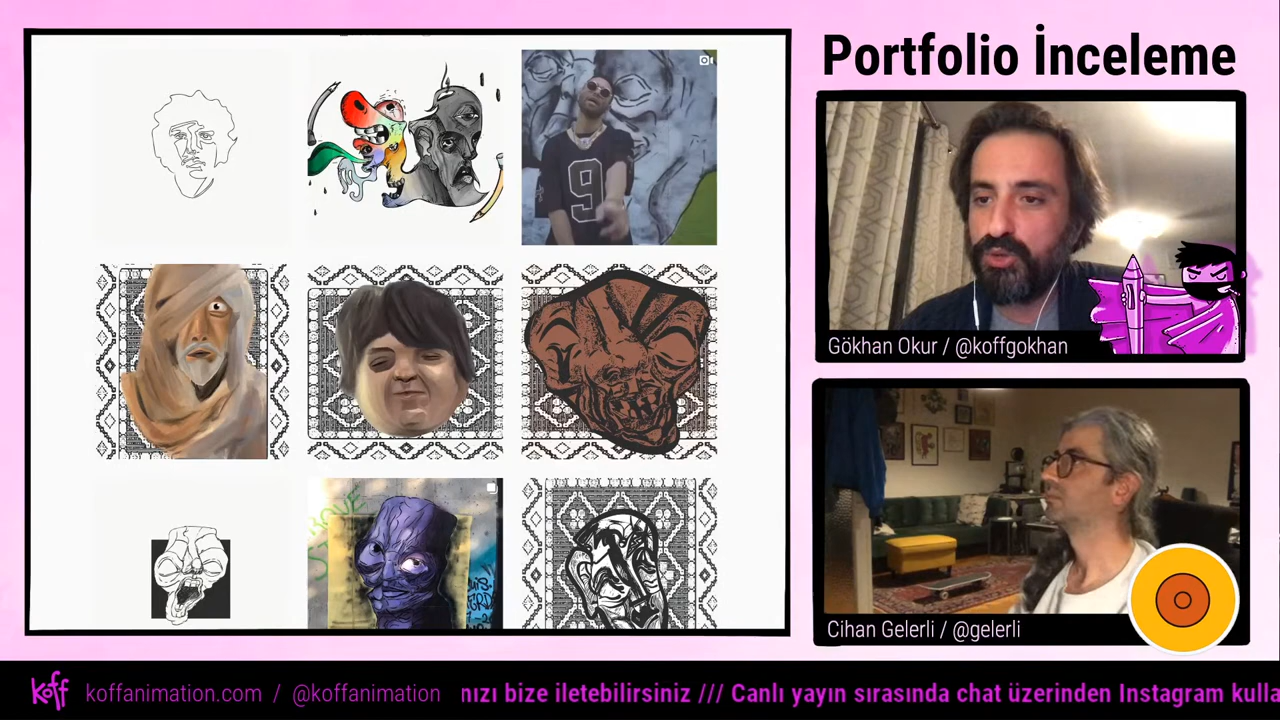 Portfolio İnceleme
9
Gökhan Okur / @koffgokhan
Cihan Gelerli / @gelerli
koff koffanimation.com / @koffanimation nızı bize iletebilirsiniz /// Canlı yayın sırasında chat üzerinden Instagram kulla